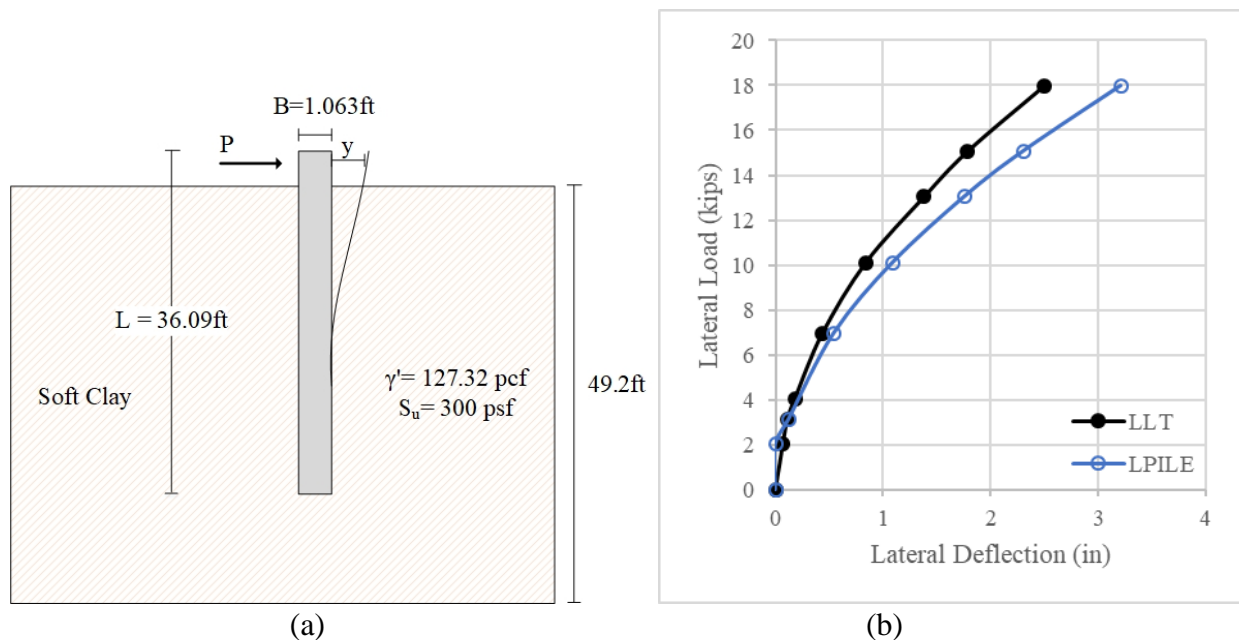 B=1.063ft
P
y
L = 36.09ft
Soft Clay
γ'= 127.32 pcf
Su= 300 psf
49.2ft
(a)
20
18
16
14
12
10
8
6
4
2
0
Lateral Load (kips)
LLT
LPILE
0 1 2 3 4
Lateral Deflection (in)
(b)